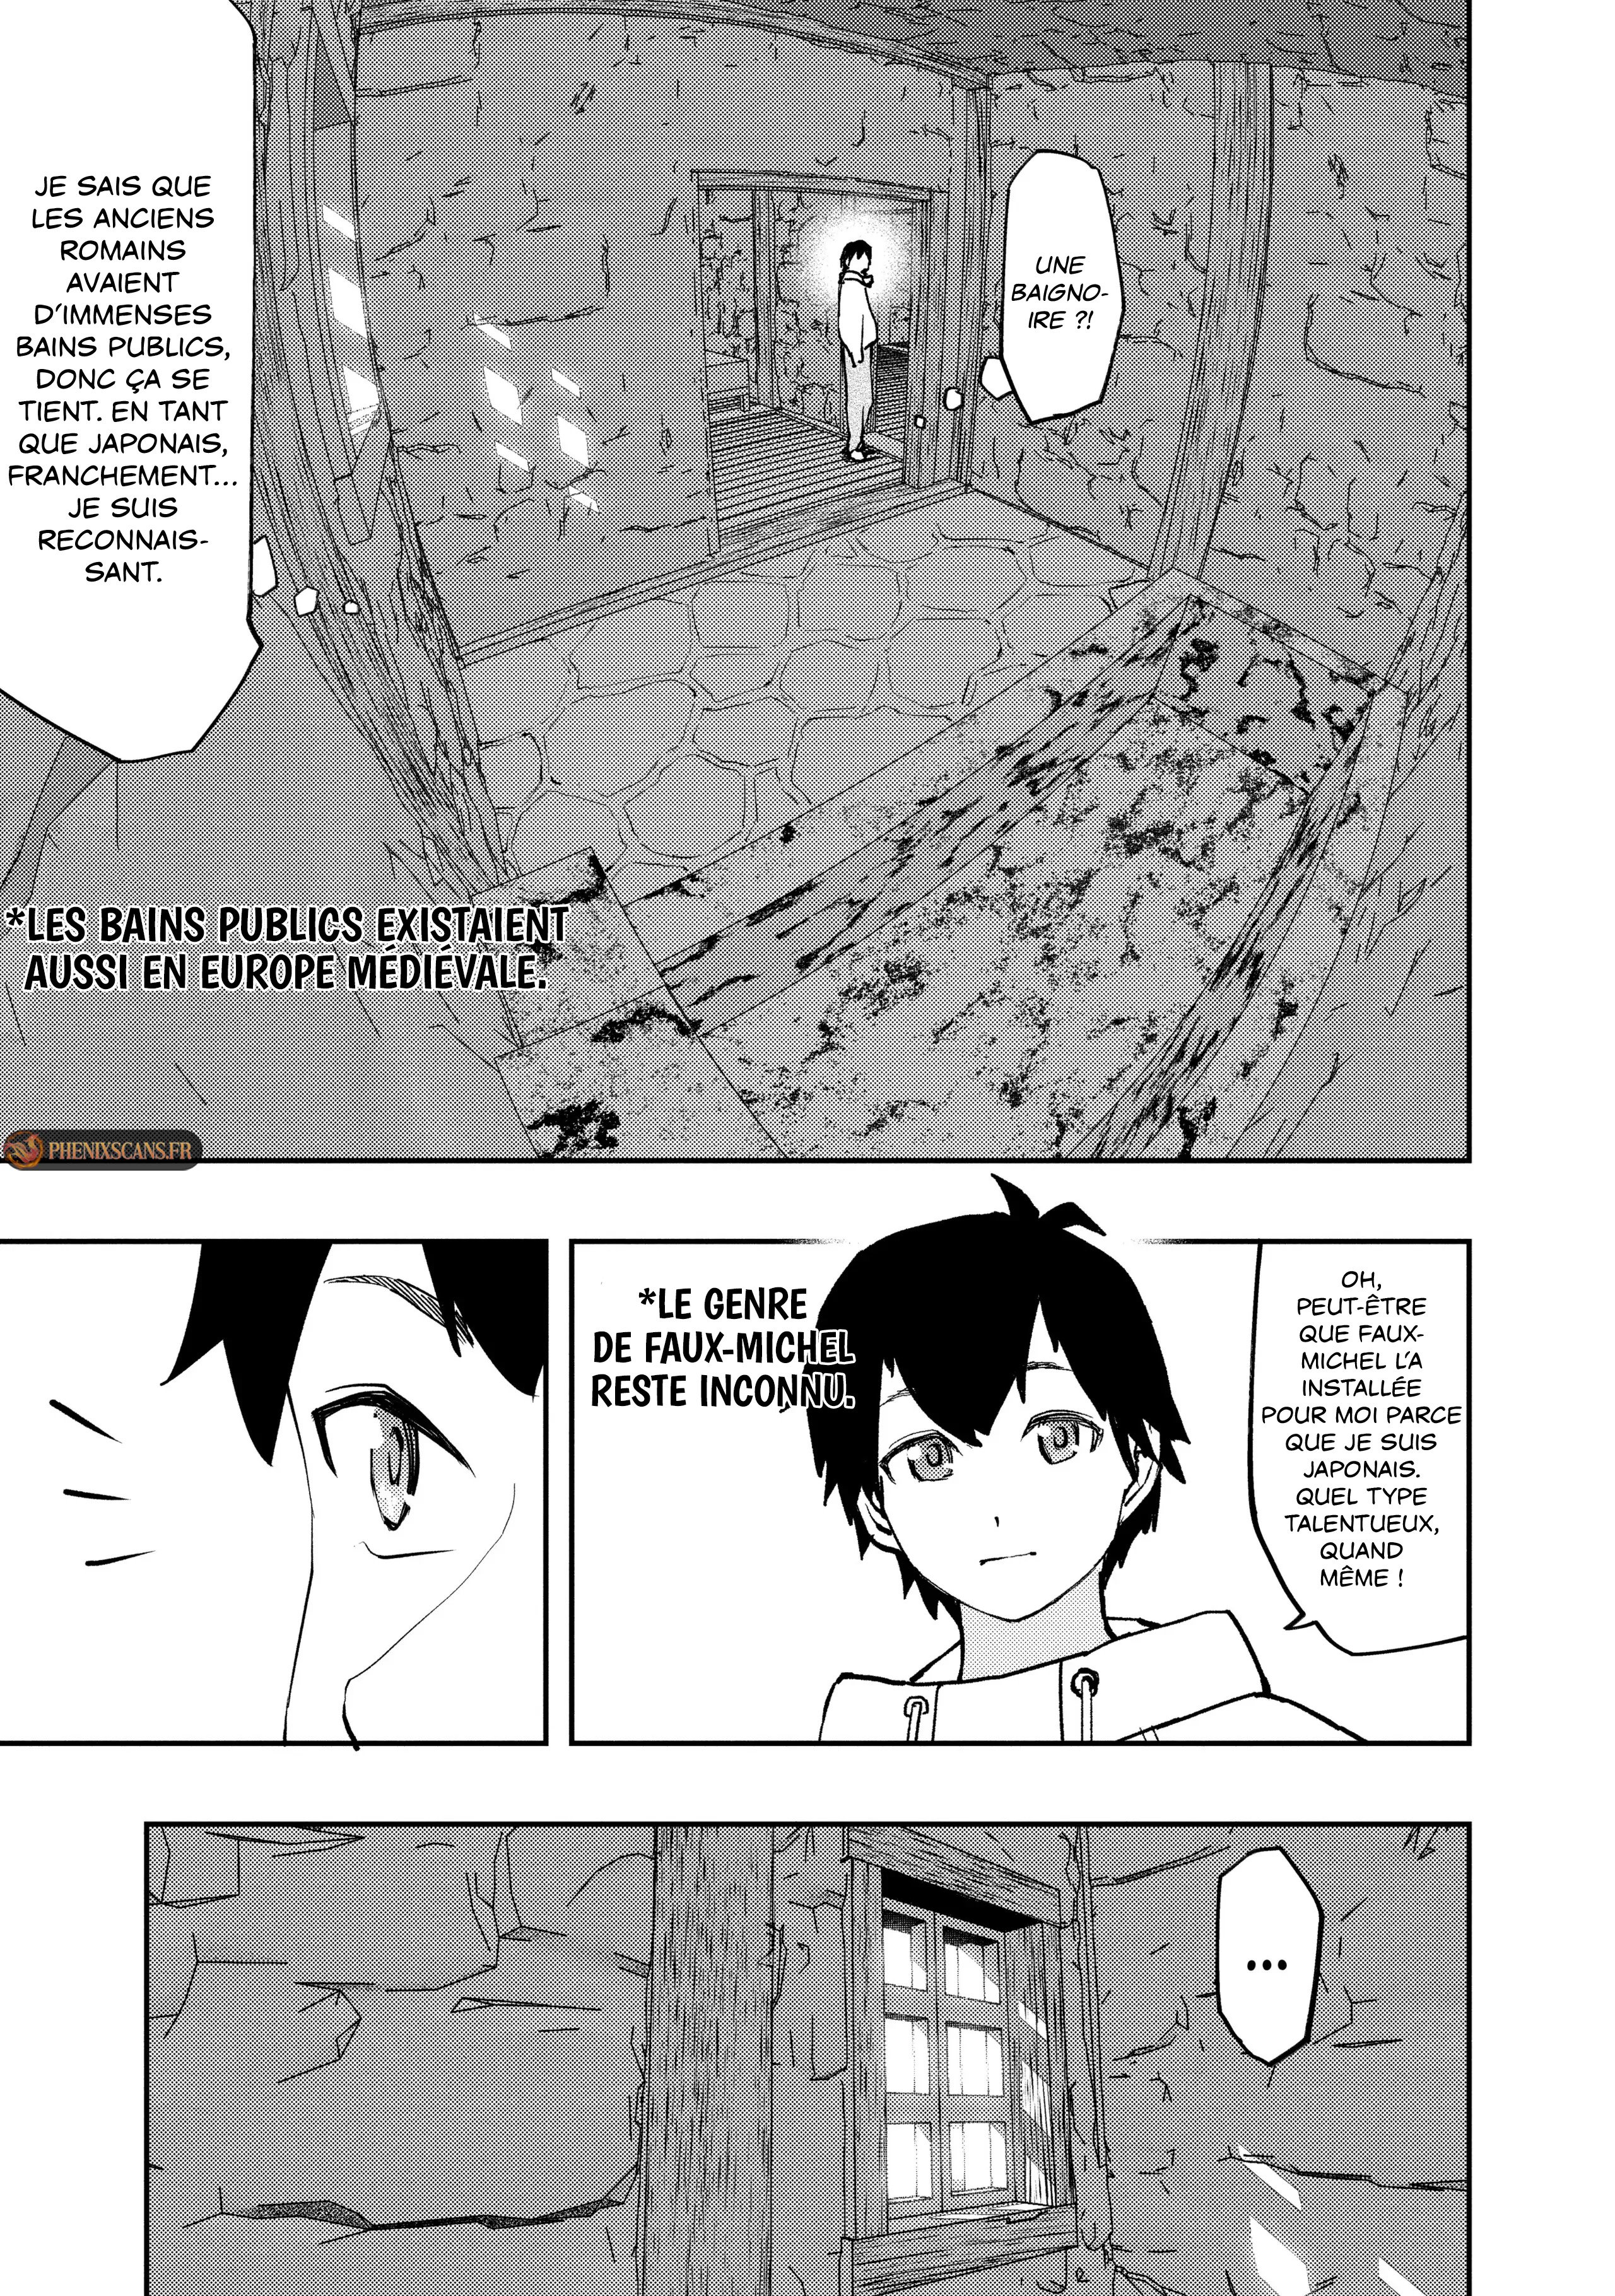 UNE
BAIGNO-
IRE ?!
JE SAIS QUE
LES ANCIENS
ROMAINS
AVAIENT
D'IMMENSES
BAINS PUBLICS,
DONC ÇA SE
TIENT. EN TANT
QUE JAPONAIS,
FRANCHEMENT...
JE SUIS
RECONNAIS-
SANT.
*LES BAINS PUBLICS EXISTAIENT
AUSSI EN EUROPE MÉDIÉVALE.
PHENIXSCANS.FR
OH,
PEUT-ÊTRE
QUE FAUX-
MICHEL L'A
INSTALLÉE
POUR MOI PARCE
QUE JE SUIS
JAPONAIS.
QUEL TYPE
TALENTUEUX,
QUAND
MÊME !
*LE GENRE
DE FAUX-MICHEL
RESTE INCONNU.
...